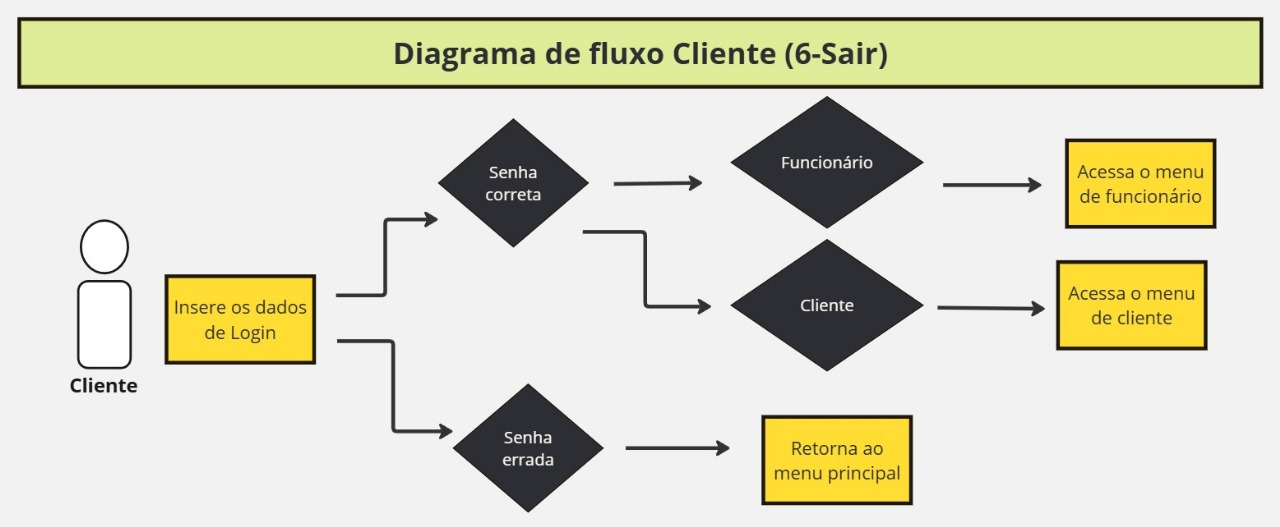 Diagrama de fluxo Cliente (6-Sair)
Senha
correta
Funcionário
Acessa o menu
de funcionário
Insere os dados
de Login
Cliente
Cliente
Acessa o menu
de cliente
Senha
errada
Retorna ao
menu principal